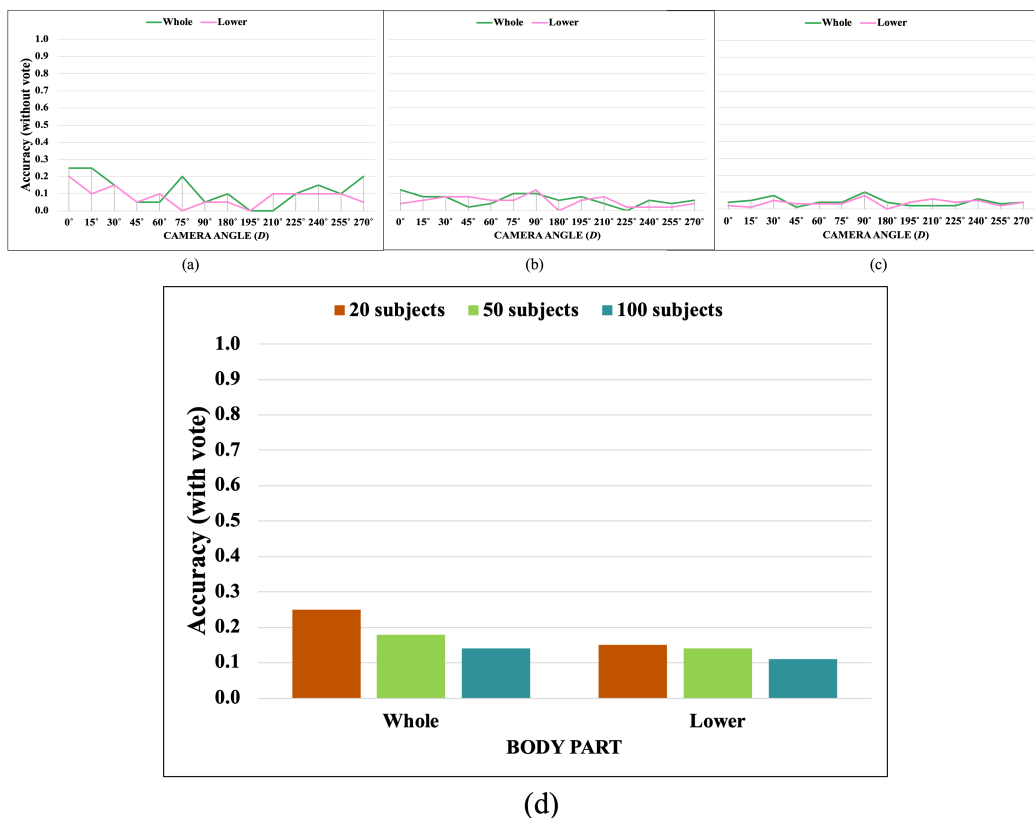 Whole Lower
Accuracy (without vote)
1.0
0.9
0.8
0.7
0.6
0.5
0.4
0.3
0.2
0.1
0.0
0° 15° 30° 45° 60° 75° 90° 180° 195° 210° 225° 240° 255° 270°
CAMERA ANGLE (D)
(a)
Whole Lower
0° 15° 30° 45° 60° 75° 90° 180° 195° 210° 225° 240° 255° 270°
CAMERA ANGLE (D)
(b)
Whole Lower
0° 15° 30° 45° 60° 75° 90° 180° 195° 210° 225° 240° 255° 270°
CAMERA ANGLE (D)
(c)
20 subjects 50 subjects 100 subjects
Accuracy (with vote)
1.0
0.9
0.8
0.7
0.6
0.5
0.4
0.3
0.2
0.1
0.0
Whole Lower
BODY PART
(d)